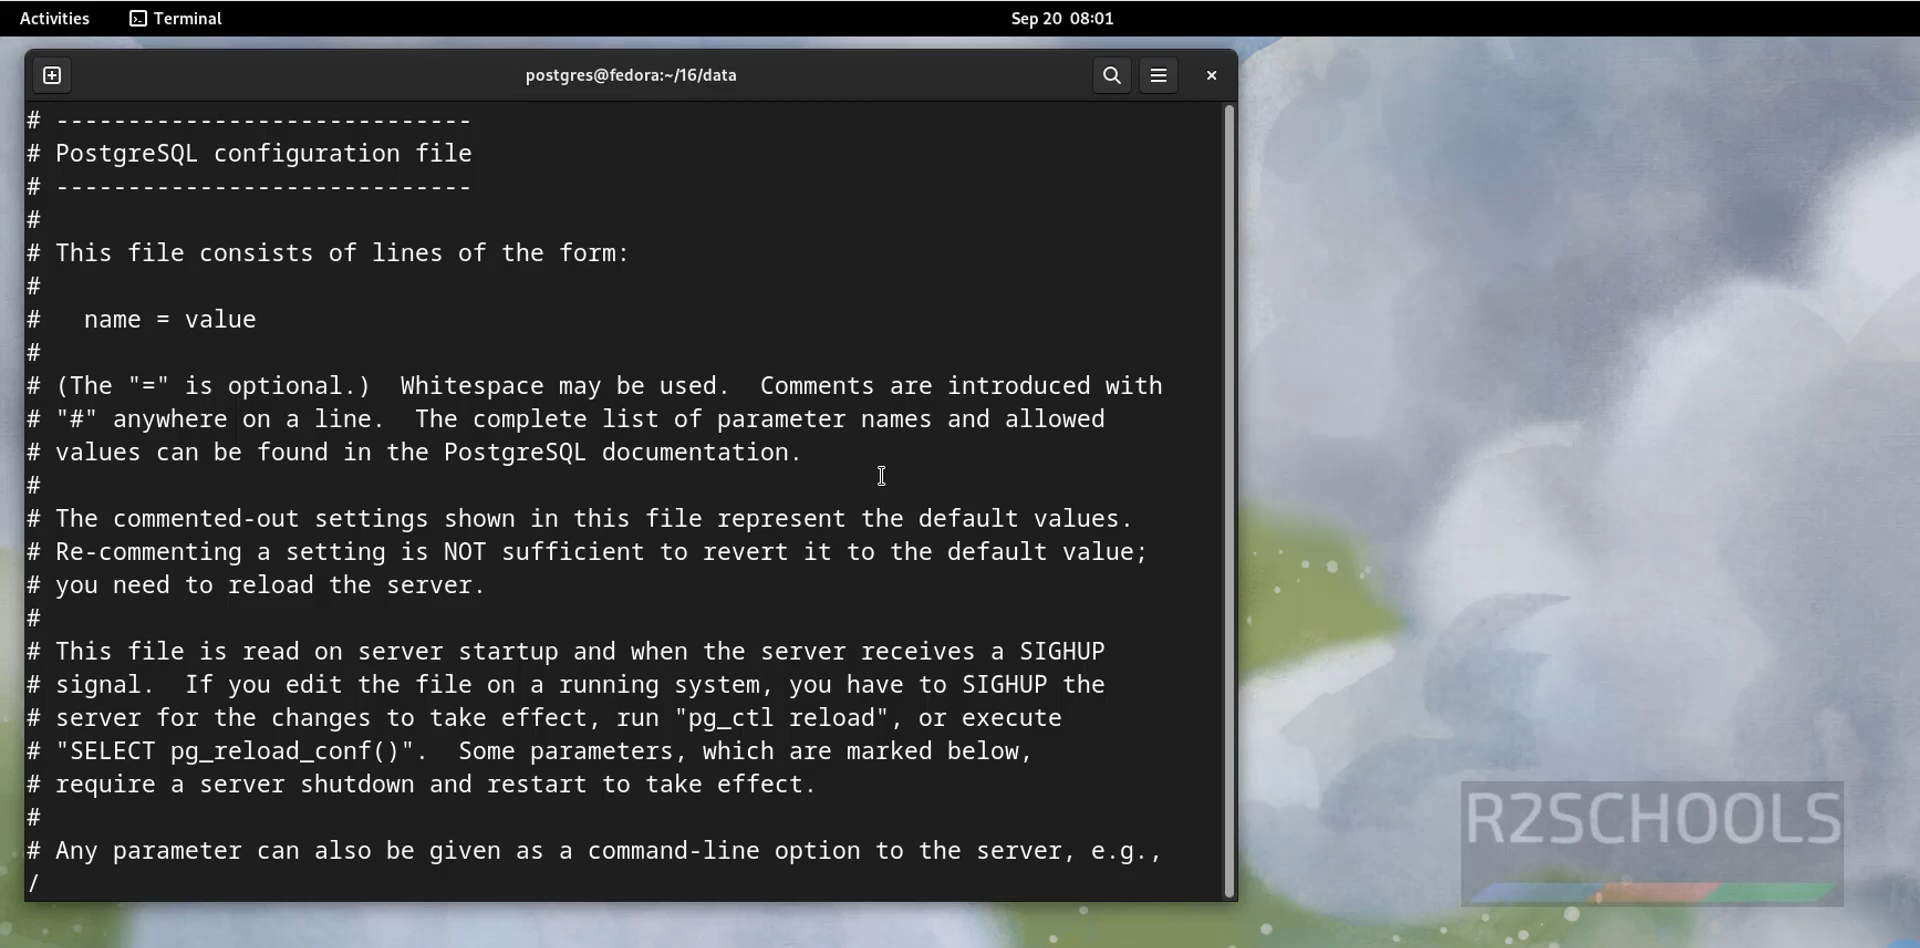 Activities
Terminal
Sep 20 08:01
postgres@fedora:~/16/data
# -----------------------------
# PostgreSQL configuration file
# -----------------------------
#
# This file consists of lines of the form:
#
#   name = value
#
# (The "=" is optional.)  Whitespace may be used.  Comments are introduced with
# "#" anywhere on a line.  The complete list of parameter names and allowed
# values can be found in the PostgreSQL documentation.
#
# The commented-out settings shown in this file represent the default values.
# Re-commenting a setting is NOT sufficient to revert it to the default value;
# you need to reload the server.
#
# This file is read on server startup and when the server receives a SIGHUP
# signal.  If you edit the file on a running system, you have to SIGHUP the
# server for the changes to take effect, run "pg_ctl reload", or execute
# "SELECT pg_reload_conf()".  Some parameters, which are marked below,
# require a server shutdown and restart to take effect.
#
# Any parameter can also be given as a command-line option to the server, e.g.,
/
R2SCHOOLS